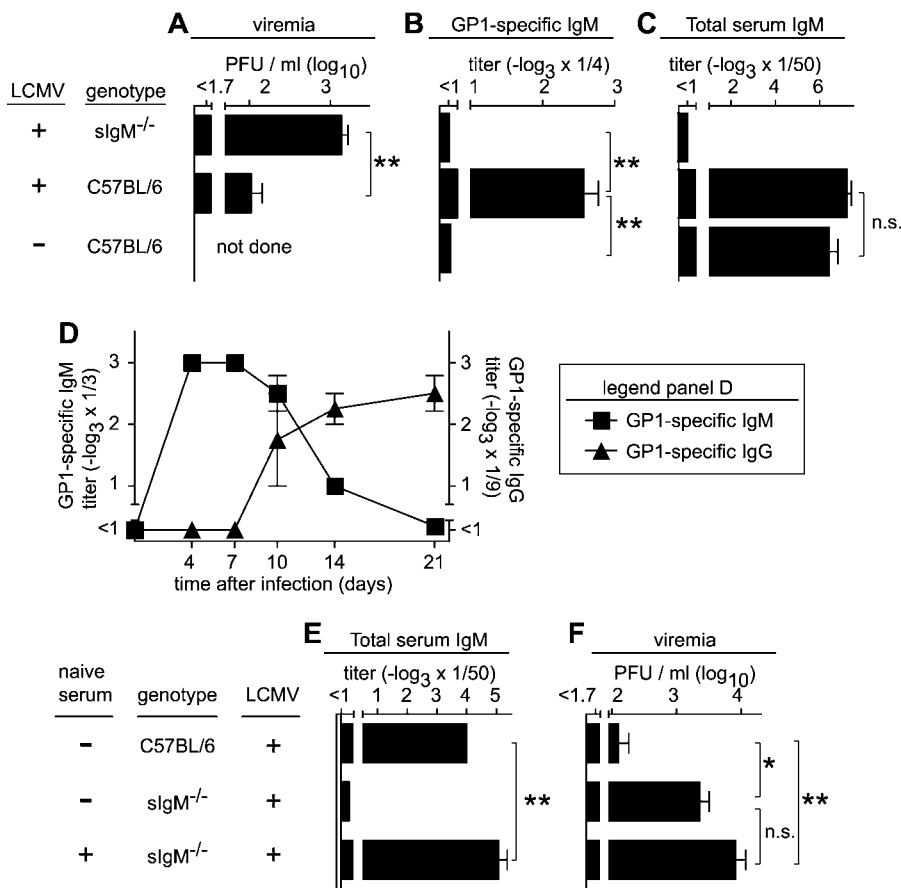 A viremia
B GP1-specific IgM
C Total serum IgM
LCMV genotype
PFU / ml (log10)
<1.7 2 3
titer (-log3 x 1/4)
<1 1 2 3
titer (-log3 x 1/50)
<1 2 4 6
+ sIgM-/-
+ C57BL/6
- C57BL/6
not done
**
**
**
n.s.
D
GP1-specific IgM
titer (-log3 x 1/3)
3
2
1
<1
4 7 10 14 21
time after infection (days)
3
2
1
<1
GP1-specific IgG
titer (-log3 x 1/9)
legend panel D
GP1-specific IgM
GP1-specific IgG
E Total serum IgM
F viremia
naive
serum genotype LCMV
titer (-log3 x 1/50)
<1 1 2 3 4 5
PFU / ml (log10)
<1.7 2 3 4
- C57BL/6 +
- sIgM-/- +
+ sIgM-/- +
**
*
n.s.
**